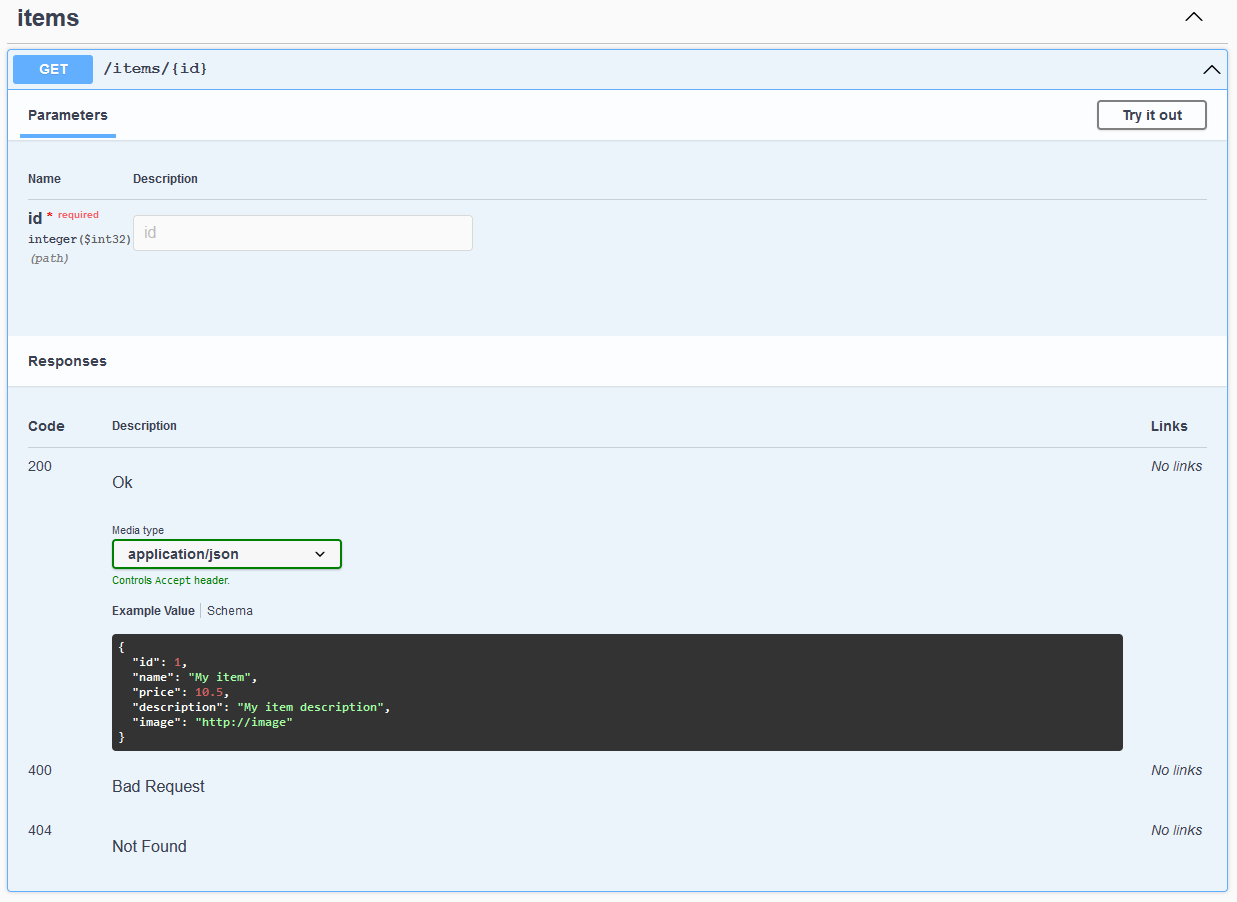 items
GET /items/{id}
Parameters Try it out
Name Description
id * required
integer($int32) id
(path)
Responses
Code Description Links
200 No links
Ok
Media type
application/json
Controls Accept header.
Example Value Schema
{
"id": 1,
"name": "My item",
"price": 10.5,
"description": "My item description",
"image": "http://image"
}
400 No links
Bad Request
404 No links
Not Found